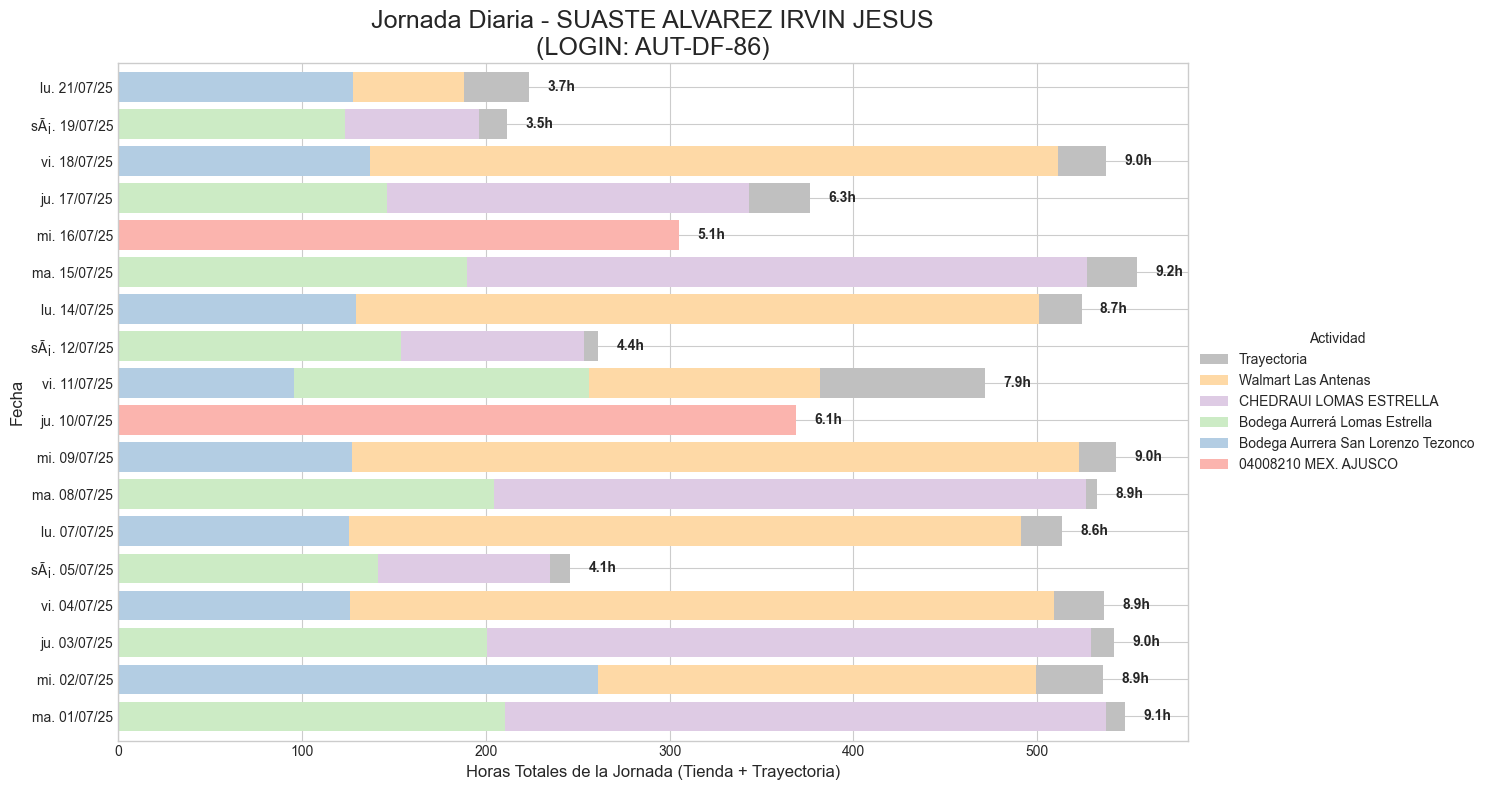 Jornada Diaria - SUASTE ALVAREZ IRVIN JESUS
(LOGIN: AUT-DF-86)
lu. 21/07/25 3.7h
sÃ¡. 19/07/25 3.5h
vi. 18/07/25 9.0h
ju. 17/07/25 6.3h
mi. 16/07/25 5.1h
ma. 15/07/25 9.2h
lu. 14/07/25 8.7h
sÃ¡. 12/07/25 4.4h
vi. 11/07/25 7.9h
ju. 10/07/25 6.1h
mi. 09/07/25 9.0h
ma. 08/07/25 8.9h
lu. 07/07/25 8.6h
sÃ¡. 05/07/25 4.1h
vi. 04/07/25 8.9h
ju. 03/07/25 9.0h
mi. 02/07/25 8.9h
ma. 01/07/25 9.1h
Fecha
0 100 200 300 400 500
Horas Totales de la Jornada (Tienda + Trayectoria)
Actividad
Trayectoria
Walmart Las Antenas
CHEDRAUI LOMAS ESTRELLA
Bodega Aurrerá Lomas Estrella
Bodega Aurrera San Lorenzo Tezonco
04008210 MEX. AJUSCO